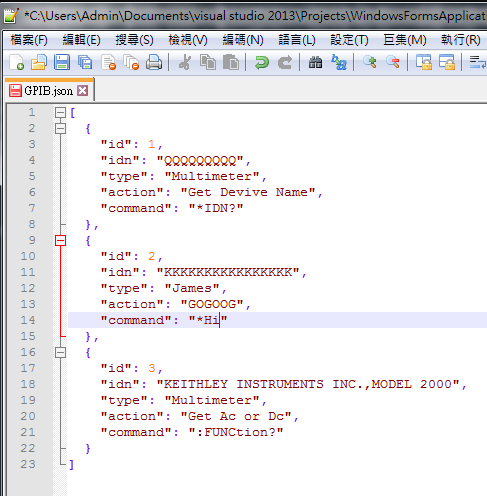 *C:\Users\Admin\Documents\visual studio 2013\Projects\WindowsFormsApplicat
檔案(F) 編輯(E) 搜尋(S) 檢視(V) 編碼(N) 語言(L) 設定(T) 巨集(M) 執行(R)
GPIB.json
1 [
2 {
3 "id": 1,
4 "idn": "QQQQQQQQQ",
5 "type": "Multimeter",
6 "action": "Get Devive Name",
7 "command": "*IDN?"
8 },
9 {
10 "id": 2,
11 "idn": "KKKKKKKKKKKKKKKK",
12 "type": "James",
13 "action": "GOGOOG",
14 "command": "*Hi"
15 },
16 {
17 "id": 3,
18 "idn": "KEITHLEY INSTRUMENTS INC.,MODEL 2000",
19 "type": "Multimeter",
20 "action": "Get Ac or Dc",
21 "command": ":FUNCtion?"
22 }
23 ]